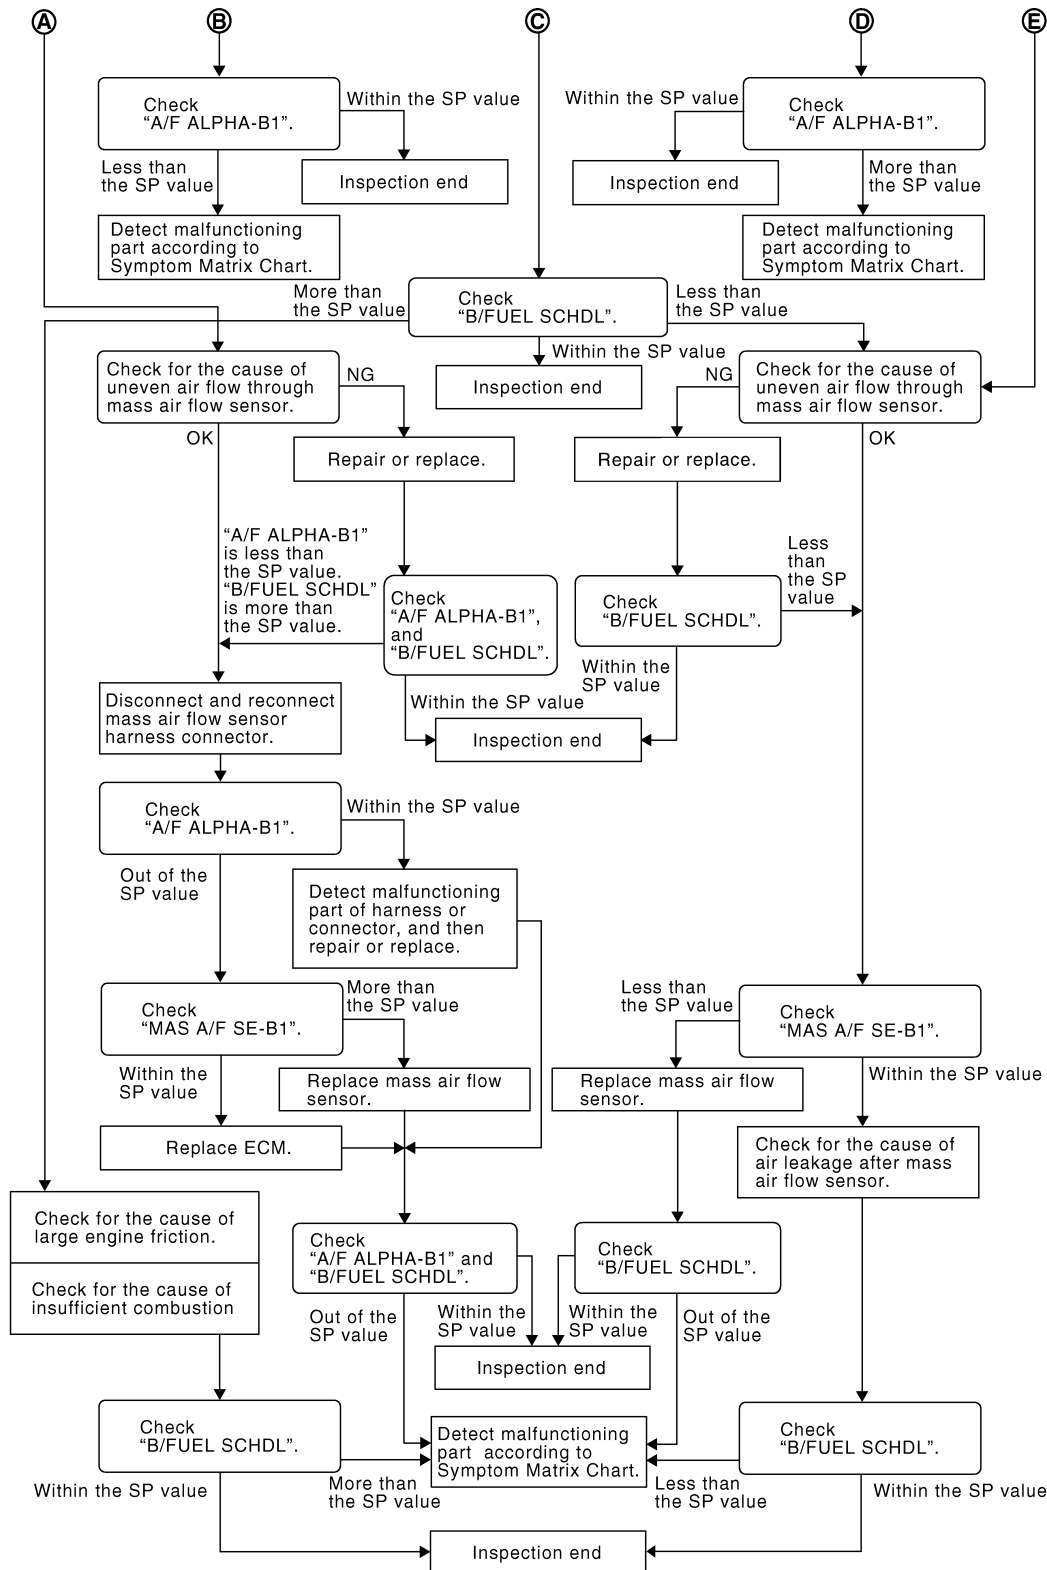 A
B
C
D
E
Check
“A/F ALPHA-B1”.
Within the SP value
Less than
the SP value
Inspection end
Detect malfunctioning
part according to
Symptom Matrix Chart.
Within the SP value
Check
“A/F ALPHA-B1”.
Inspection end
More than
the SP value
Detect malfunctioning
part according to
Symptom Matrix Chart.
More than
the SP value
Check
“B/FUEL SCHDL”.
Less than
the SP value
Within the SP value
Inspection end
Check for the cause of
uneven air flow through
mass air flow sensor.
NG
OK
Repair or replace.
NG
Check for the cause of
uneven air flow through
mass air flow sensor.
OK
Repair or replace.
“A/F ALPHA-B1”
is less than
the SP value.
“B/FUEL SCHDL”
is more than
the SP value.
Check
“A/F ALPHA-B1”,
and
“B/FUEL SCHDL”.
Less
than
the SP
value
Check
“B/FUEL SCHDL”.
Within the
SP value
Within the SP value
Inspection end
Disconnect and reconnect
mass air flow sensor
harness connector.
Check
“A/F ALPHA-B1”.
Within the SP value
Out of the
SP value
Detect malfunctioning
part of harness or
connector, and then
repair or replace.
Check
“MAS A/F SE-B1”.
More than
the SP value
Within the
SP value
Replace mass air flow
sensor.
Replace ECM.
Less than
the SP value
Check
“MAS A/F SE-B1”.
Within the SP value
Replace mass air flow
sensor.
Check for the cause of
air leakage after mass
air flow sensor.
Check for the cause of
large engine friction.
Check for the cause of
insufficient combustion
Check
“A/F ALPHA-B1” and
“B/FUEL SCHDL”.
Check
“B/FUEL SCHDL”.
Out of the
SP value
Within the
SP value
Within the
SP value
Out of the
SP value
Inspection end
Check
“B/FUEL SCHDL”.
Detect malfunctioning
part according to
Symptom Matrix Chart.
Check
“B/FUEL SCHDL”.
Within the SP value
More than
the SP value
Less than
the SP value
Within the SP value
Inspection end